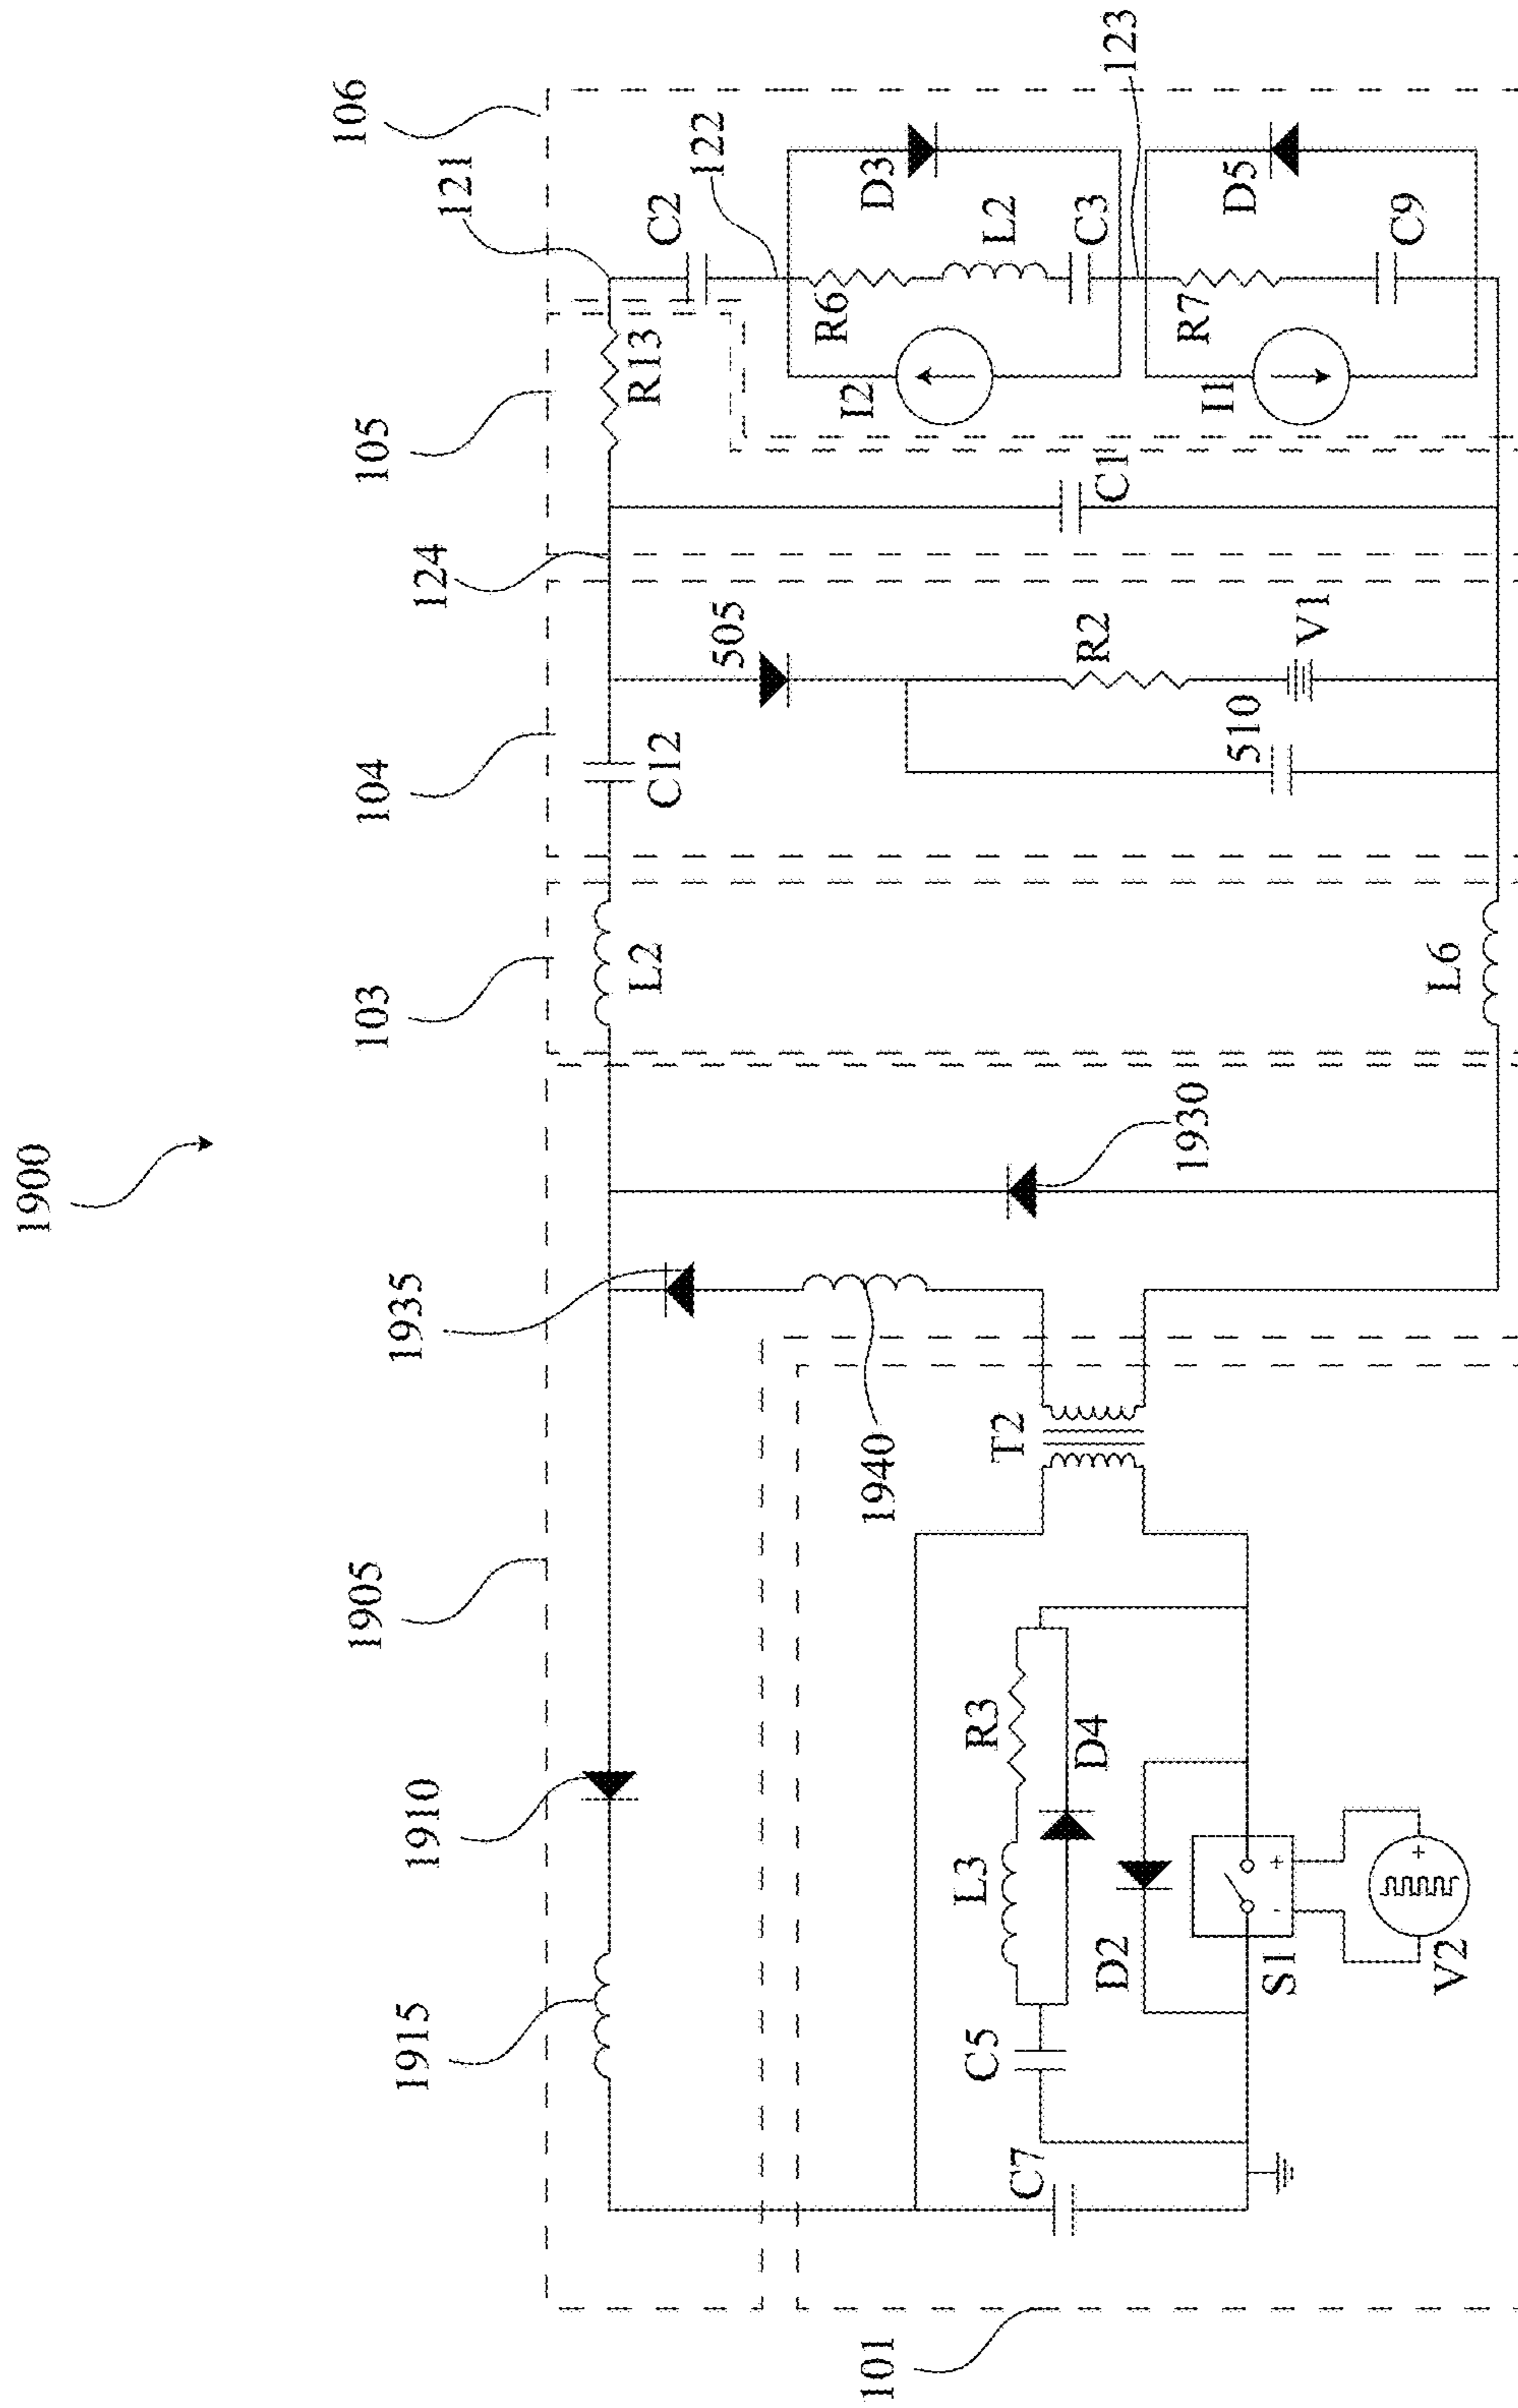 1900
101
1915
1910
1905
1935
103
104
124
105
121
106
C7
C5
L3
R3
D4
D2
S1
+
-
V2
+
T2
1940
1930
L2
L6
C12
505
510
R2
V1
C1
R13
C2
122
I2
R6
L2
C3
D3
123
I1
R7
C9
D5